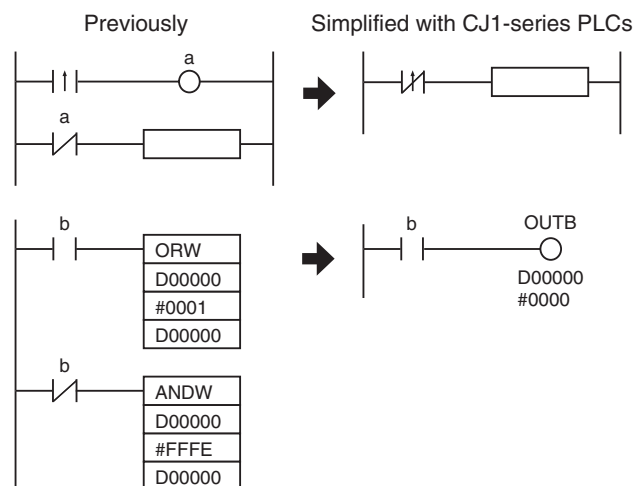 Previously
Simplified with CJ1-series PLCs
a
a
b
ORW
D00000
#0001
D00000
b
OUTB
D00000
#0000
b
ANDW
D00000
#FFFE
D00000